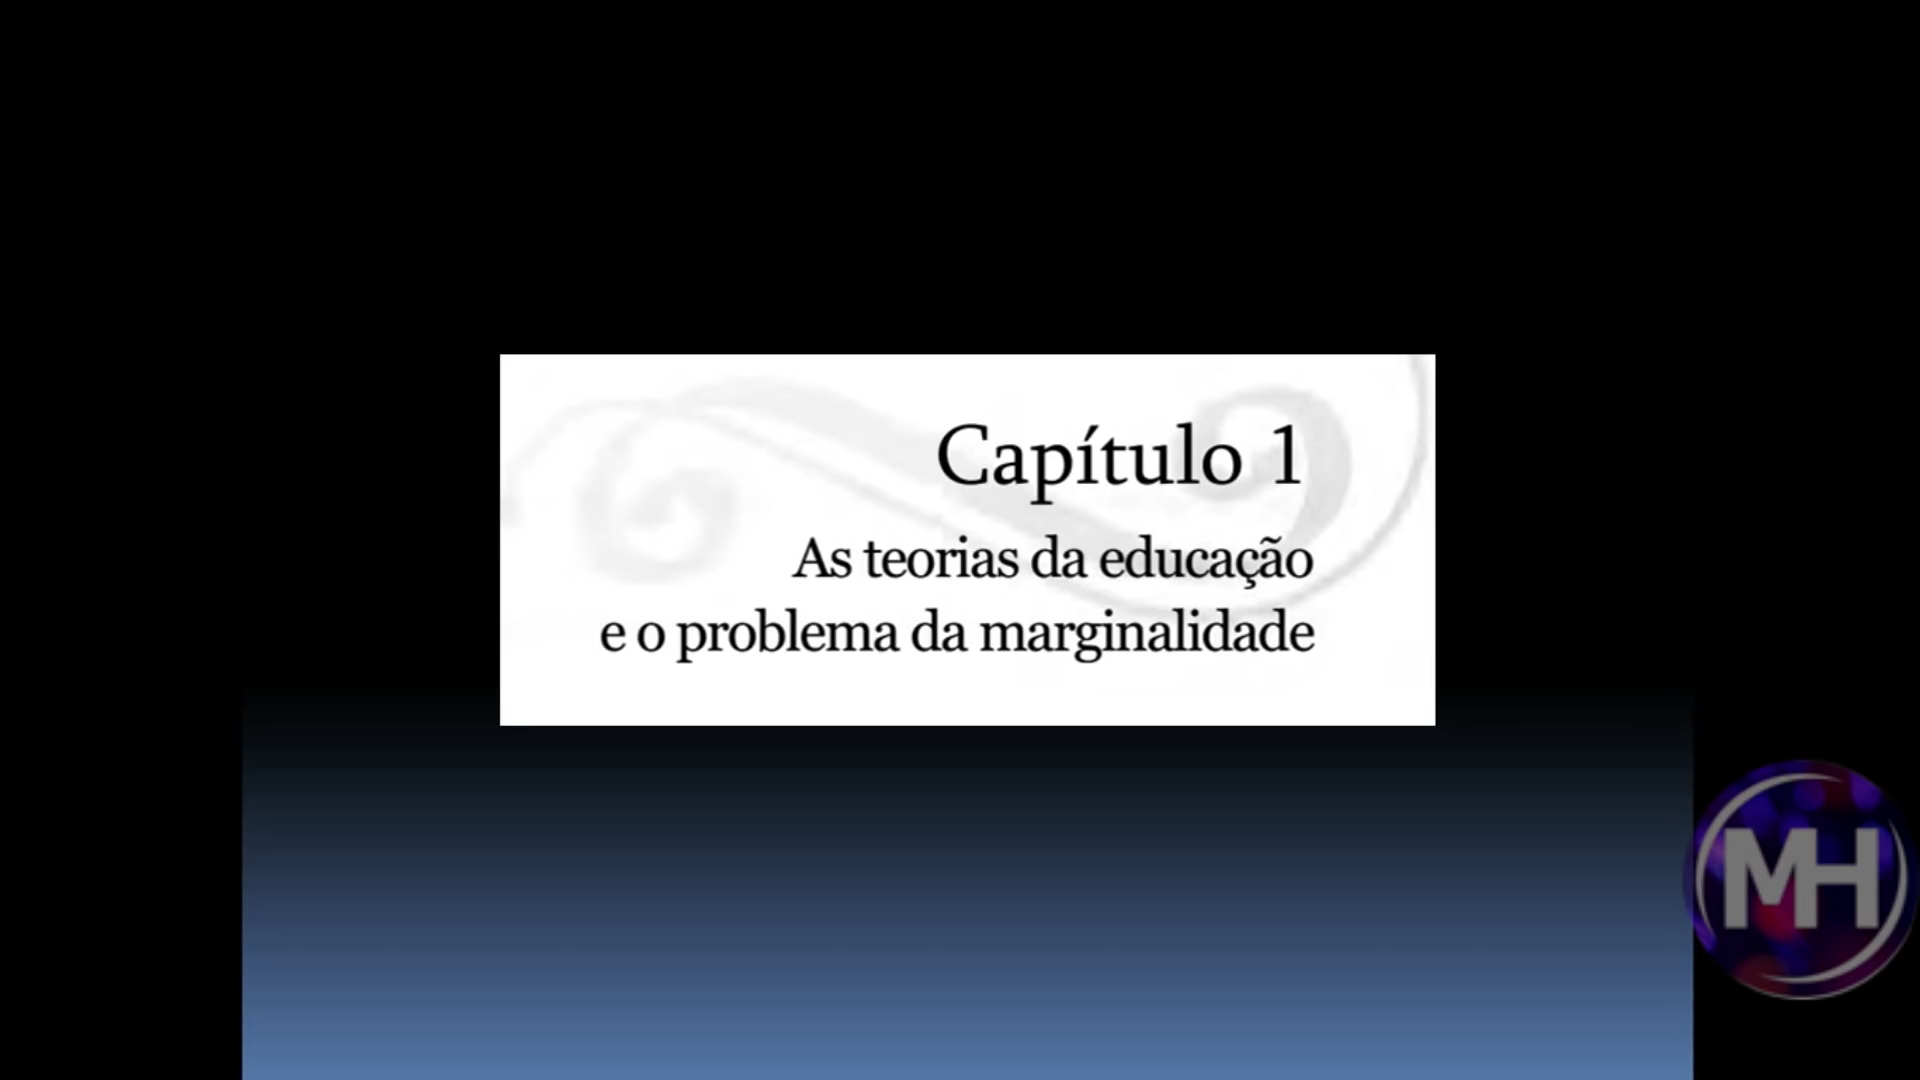 Capítulo 1
As teorias da educação
e o problema da marginalidade
MH